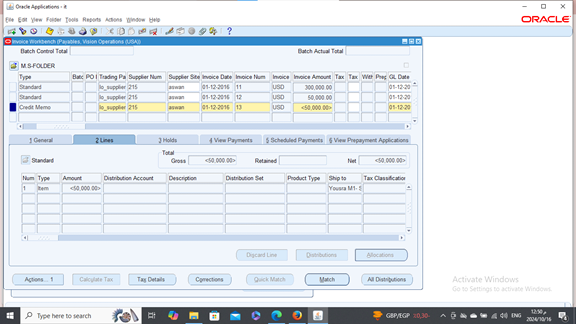 Oracle Applications - it
File Edit View Folder Tools Reports Actions Window Help
ORACLE
Invoice Workbench (Payables, Vision Operations (USA))
Batch Control Total Batch Actual Total
M.S-FOLDER
Type Batc PO Trading Pa Supplier Num Supplier Site Invoice Date Invoice Num Invoice Invoice Amount Tax Tax With Prep GL Date
Standard lo_supplier 215 aswan 01-12-2016 11 USD 300,000.00 01-12-20
Standard lo_supplier 215 aswan 01-12-2016 12 USD 50,000.00 01-12-20
Credit Memo lo_supplier 215 aswan 01-12-2016 13 USD <50,000.00> 01-12-20
1 General 2 Lines 3 Holds 4 View Payments 5 Scheduled Payments 6 View Prepayment Applications
Standard
Total
Gross <50,000.00> Retained Net <50,000.00>
Num Type Amount Distribution Account Description Distribution Set Product Type Ship to Tax Classification
1 Item <50,000.00> Yousra M1- S
Discard Line Distributions Allocations
Actions... 1 Calculate Tax Tax Details Corrections Quick Match Match All Distributions
Activate Windows
Go to Settings to activate Windows.
Type here to search
GBP/EGP ENG
12:50 م
2024/10/16